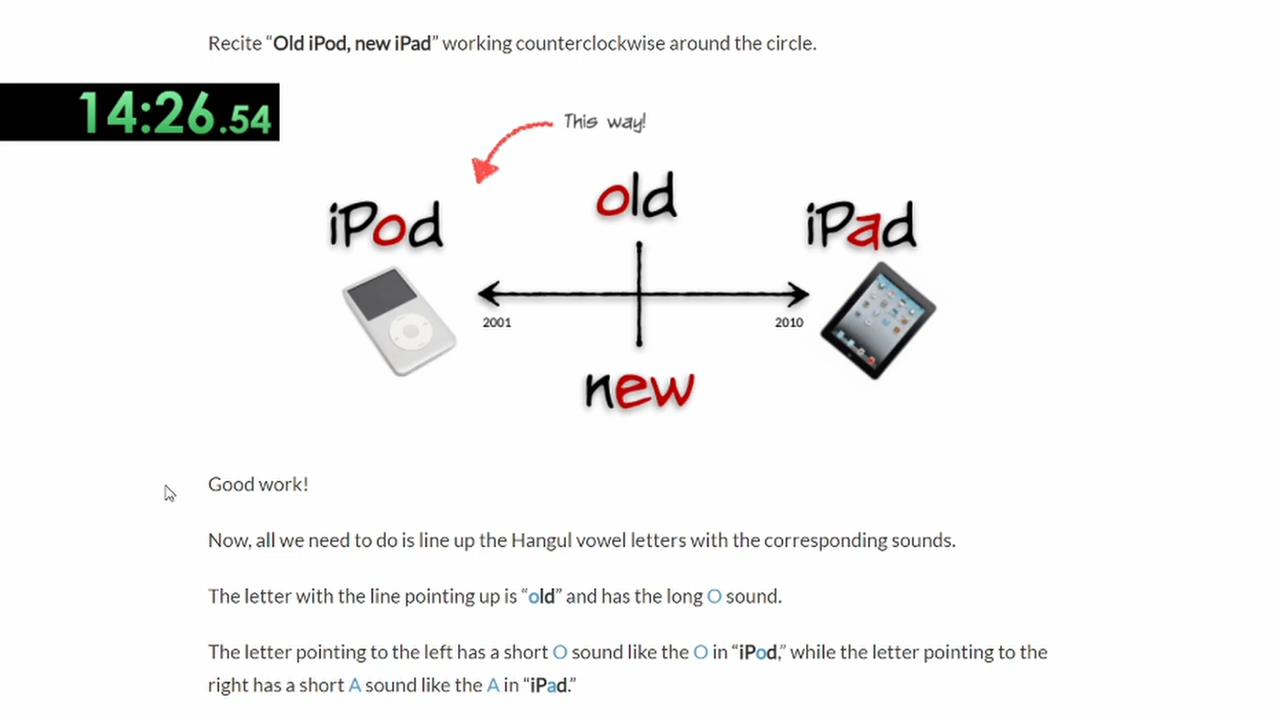 Recite “Old iPod, new iPad” working counterclockwise around the circle.
14:26.54
This way!
old
iPod
iPad
2001
2010
new
Good work!
Now, all we need to do is line up the Hangul vowel letters with the corresponding sounds.
The letter with the line pointing up is “old” and has the long O sound.
The letter pointing to the left has a short O sound like the O in “iPod,” while the letter pointing to the
right has a short A sound like the A in “iPad.”